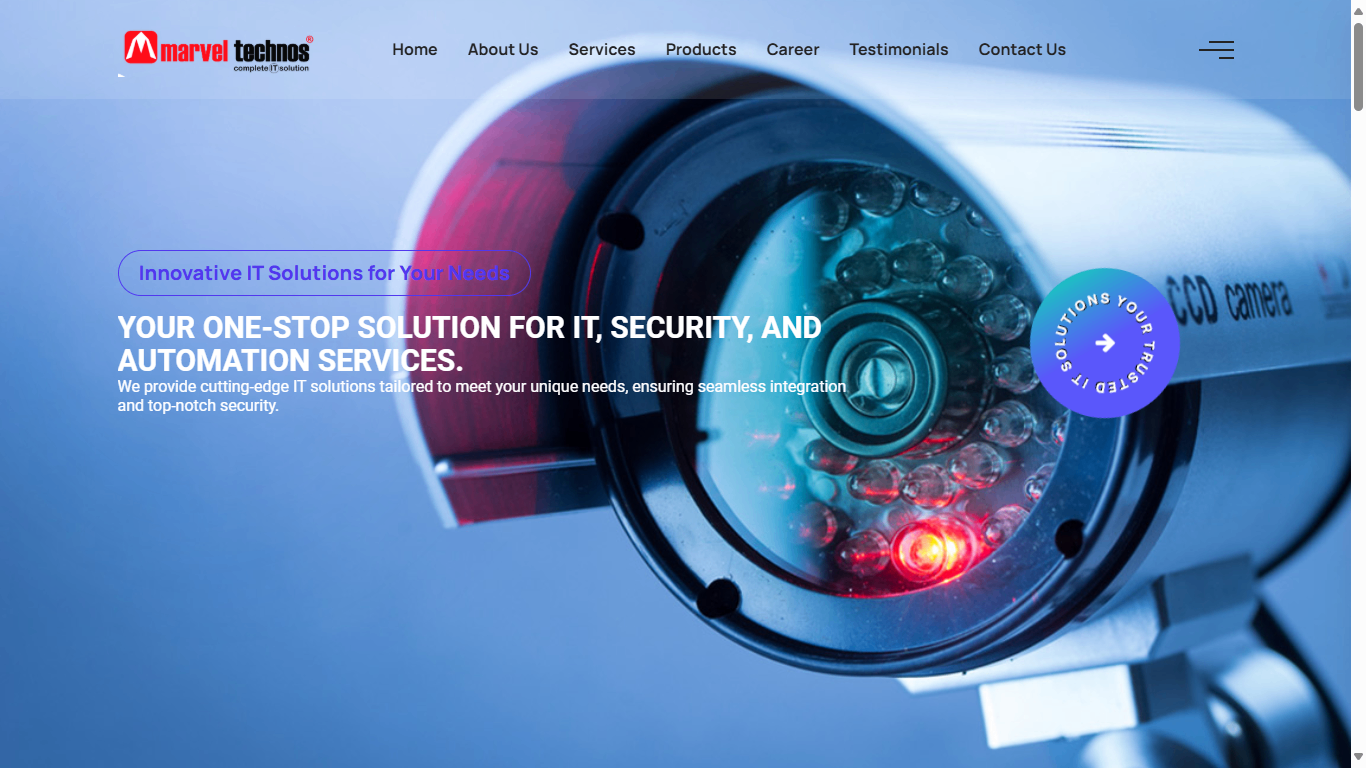 marvel technos®
complete IT solution
Home About Us Services Products Career Testimonials Contact Us
Innovative IT Solutions for Your Needs
YOUR ONE-STOP SOLUTION FOR IT, SECURITY, AND
AUTOMATION SERVICES.
We provide cutting-edge IT solutions tailored to meet your unique needs, ensuring seamless integration
and top-notch security.
YOUR TRUSTED IT SOLUTIONS
CCD camera